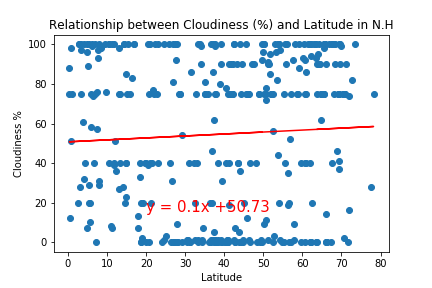 Relationship between Cloudiness (%) and Latitude in N.H
100
80
60
40
20
0
Cloudiness %
y = 0.1x +50.73
0 10 20 30 40 50 60 70 80
Latitude